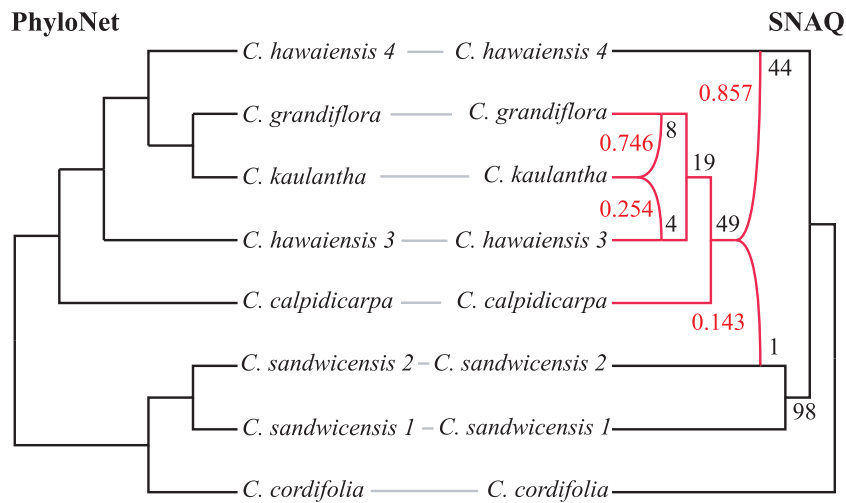 PhyloNet SNAQ
C. hawaiensis 4 C. hawaiensis 4
44
0.857
C. grandiflora C. grandiflora
8
0.746
19
C. kaulantha C. kaulantha
0.254
4 49
C. hawaiensis 3 C. hawaiensis 3
C. calpidicarpa C. calpidicarpa
0.143
1
C. sandwicensis 2 C. sandwicensis 2
98
C. sandwicensis 1 C. sandwicensis 1
C. cordifolia C. cordifolia